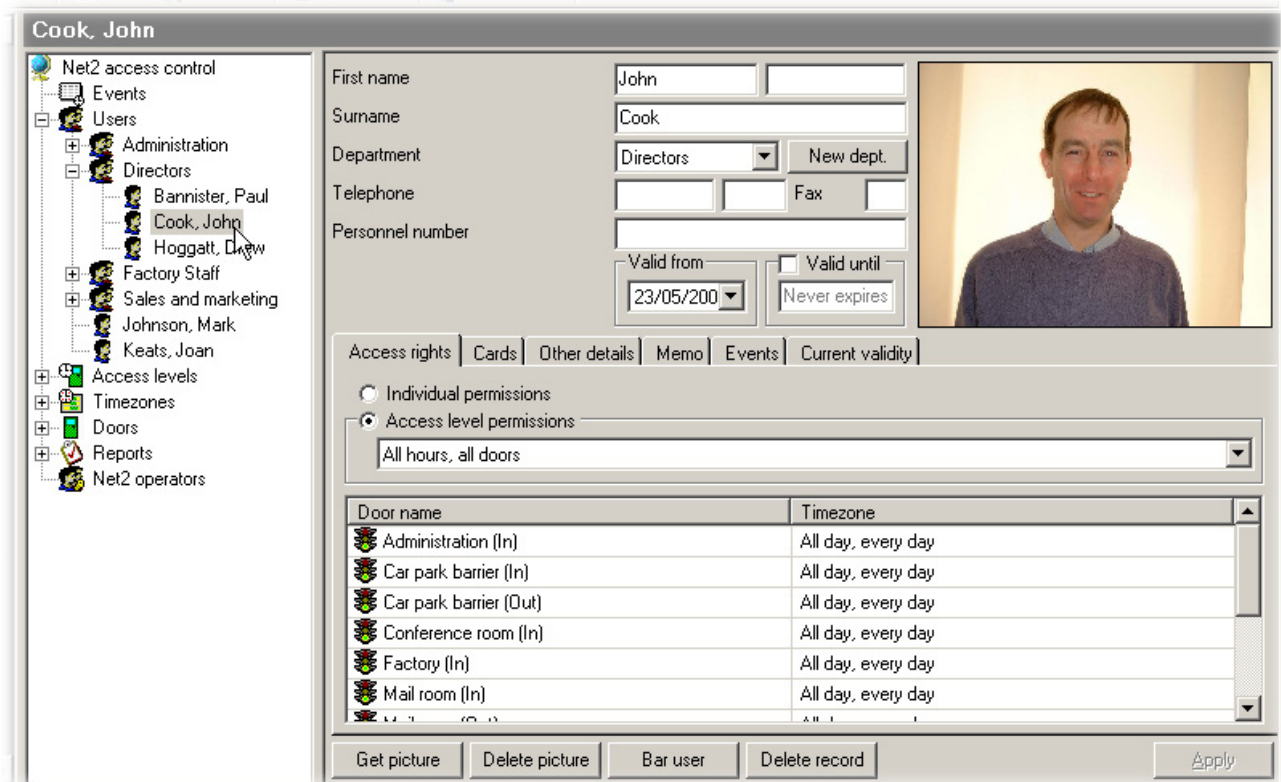 Cook, John
Net2 access control
Events
Users
Administration
Directors
Bannister, Paul
Cook, John
Hoggatt, Drew
Factory Staff
Sales and marketing
Johnson, Mark
Keats, Joan
Access levels
Timezones
Doors
Reports
Net2 operators
First name John
Surname Cook
Department Directors New dept.
Telephone Fax
Personnel number
Valid from Valid until
23/05/200 Never expires
Access rights Cards Other details Memo Events Current validity
Individual permissions
Access level permissions
All hours, all doors
Door name Timezone
Administration (In) All day, every day
Car park barrier (In) All day, every day
Car park barrier (Out) All day, every day
Conference room (In) All day, every day
Factory (In) All day, every day
Mail room (In) All day, every day
Get picture Delete picture Bar user Delete record Apply